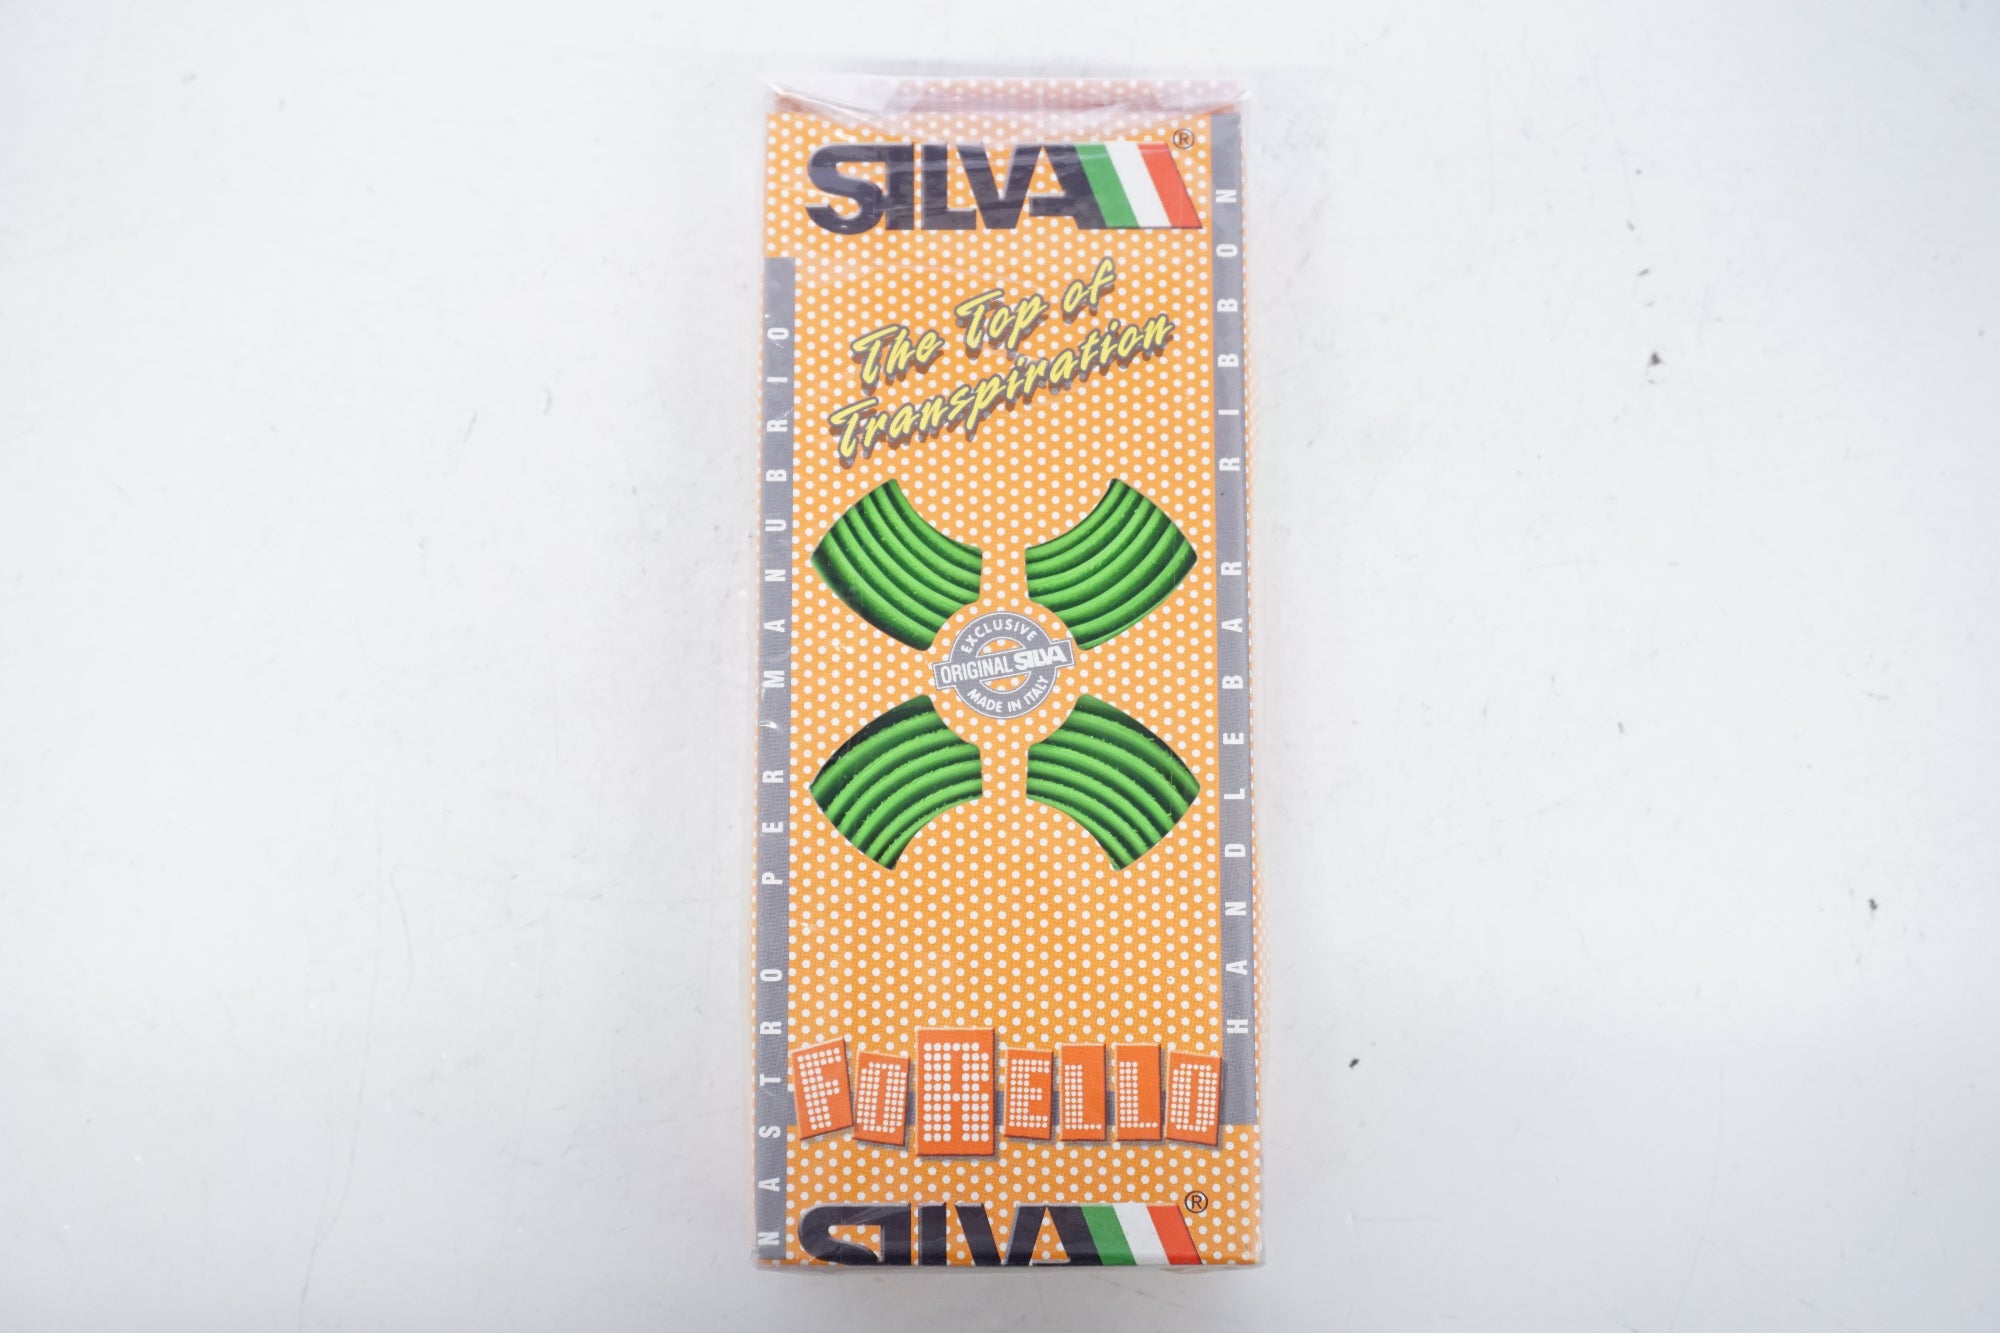 SILVA®
The Top of
Transpiration
NASTRO PER MANUBRIO
HANDLEBAR RIBBON
EXCLUSIVE
ORIGINAL SILVA
MADE IN ITALY
FORELLO
SILVA®